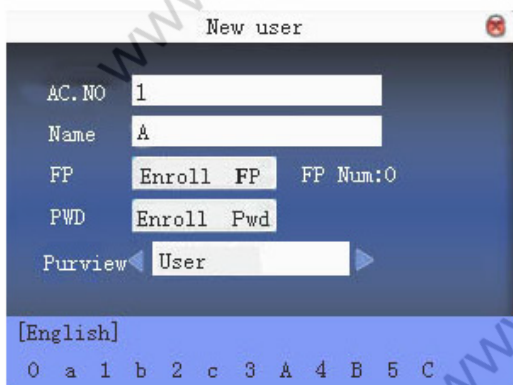 New user
AC.NO 1
Name A
FP Enroll FP FP Num:0
PWD Enroll Pwd
Purview User
[English]
0 a 1 b 2 c 3 A 4 B 5 C